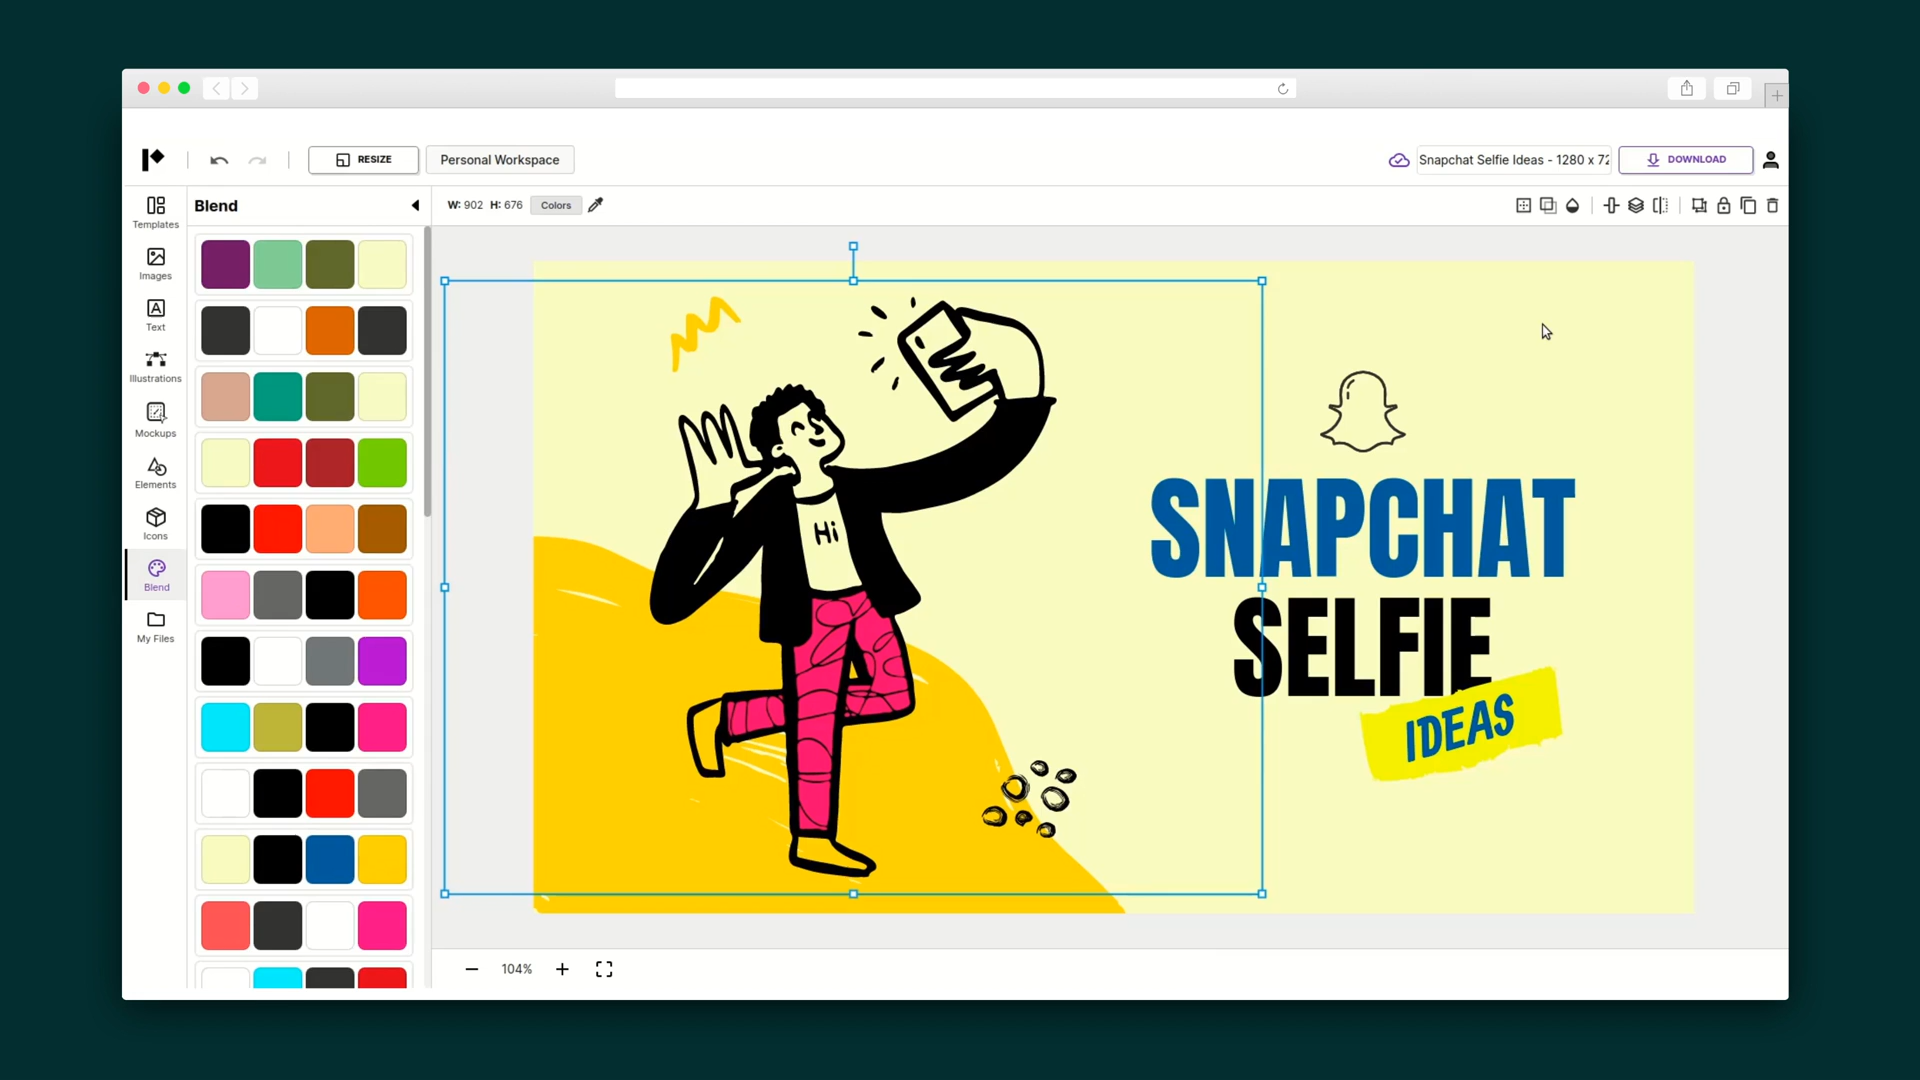 RESIZE
Personal Workspace
Snapchat Selfie Ideas - 1280 x 72
DOWNLOAD
Templates
Images
Text
Illustrations
Mockups
Elements
Icons
Blend
My Files
Blend
W: 902 H: 676 Colors
Hi
SNAPCHAT
SELFIE
IDEAS
104%